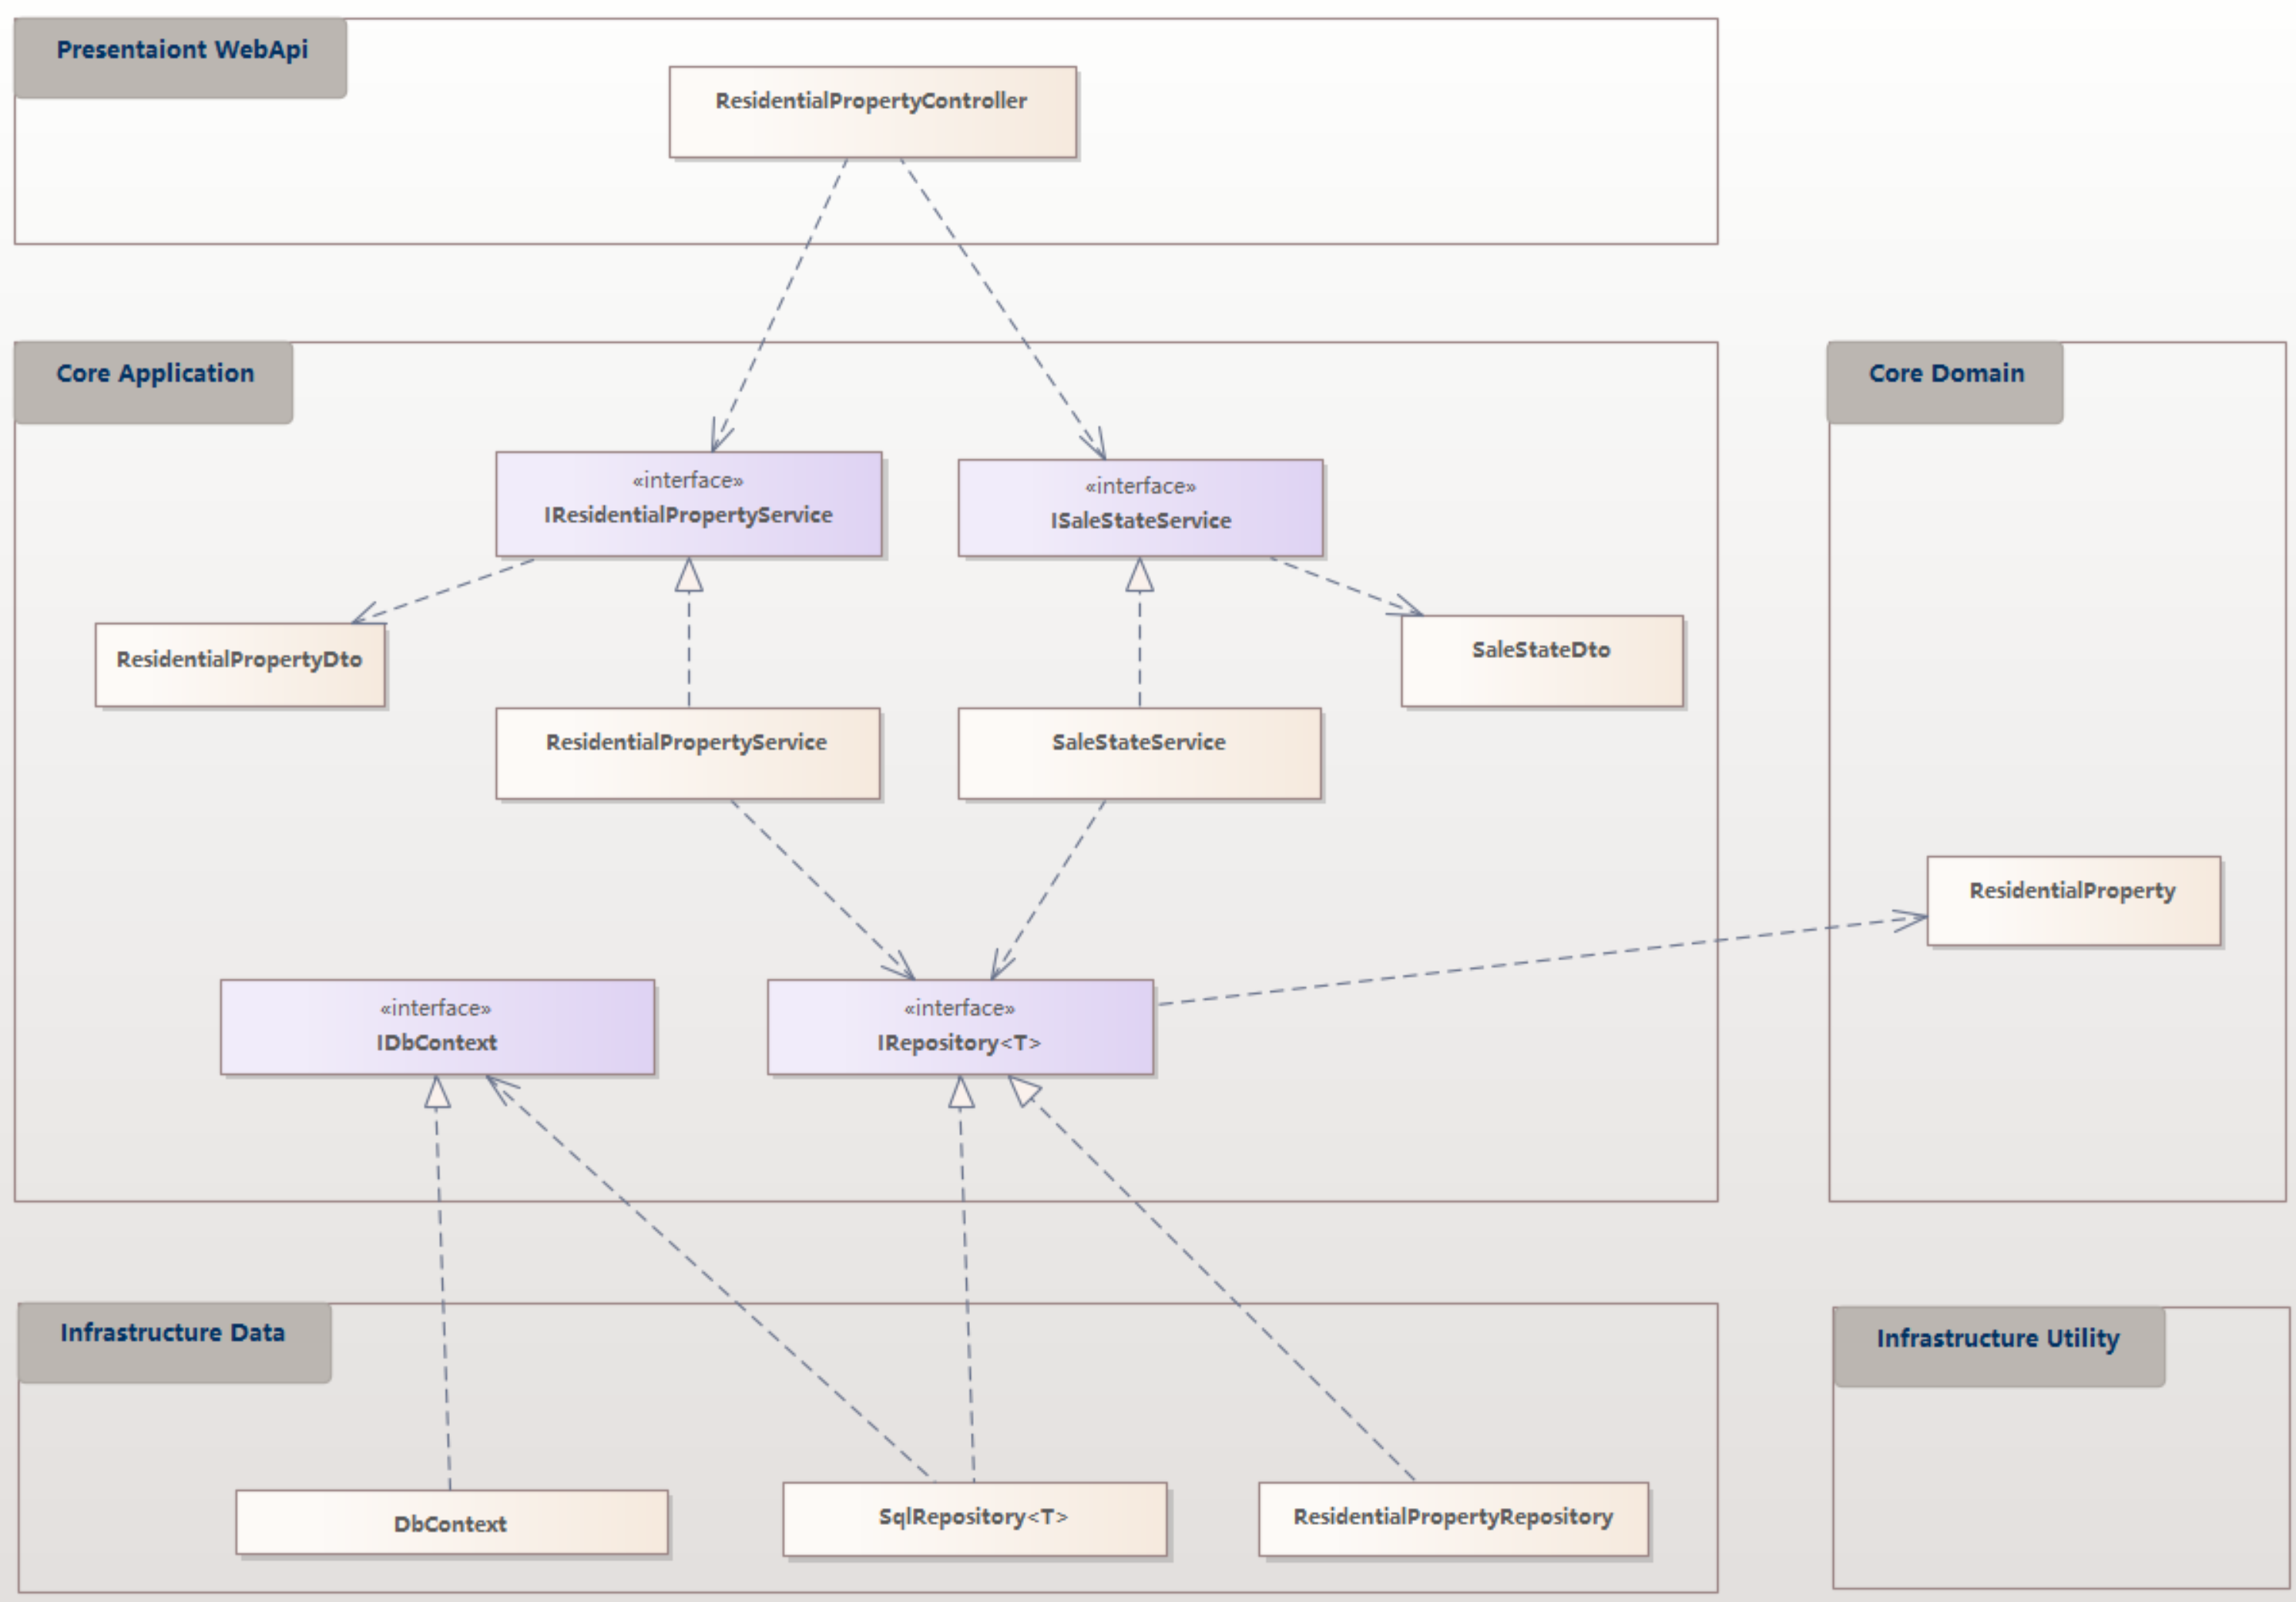 Presentaiont WebApi
ResidentialPropertyController
Core Application
Core Domain
«interface»
IResidentialPropertyService
«interface»
ISaleStateService
ResidentialPropertyDto
SaleStateDto
ResidentialPropertyService
SaleStateService
ResidentialProperty
«interface»
IDbContext
«interface»
IRepository<T>
Infrastructure Data
Infrastructure Utility
DbContext
SqlRepository<T>
ResidentialPropertyRepository